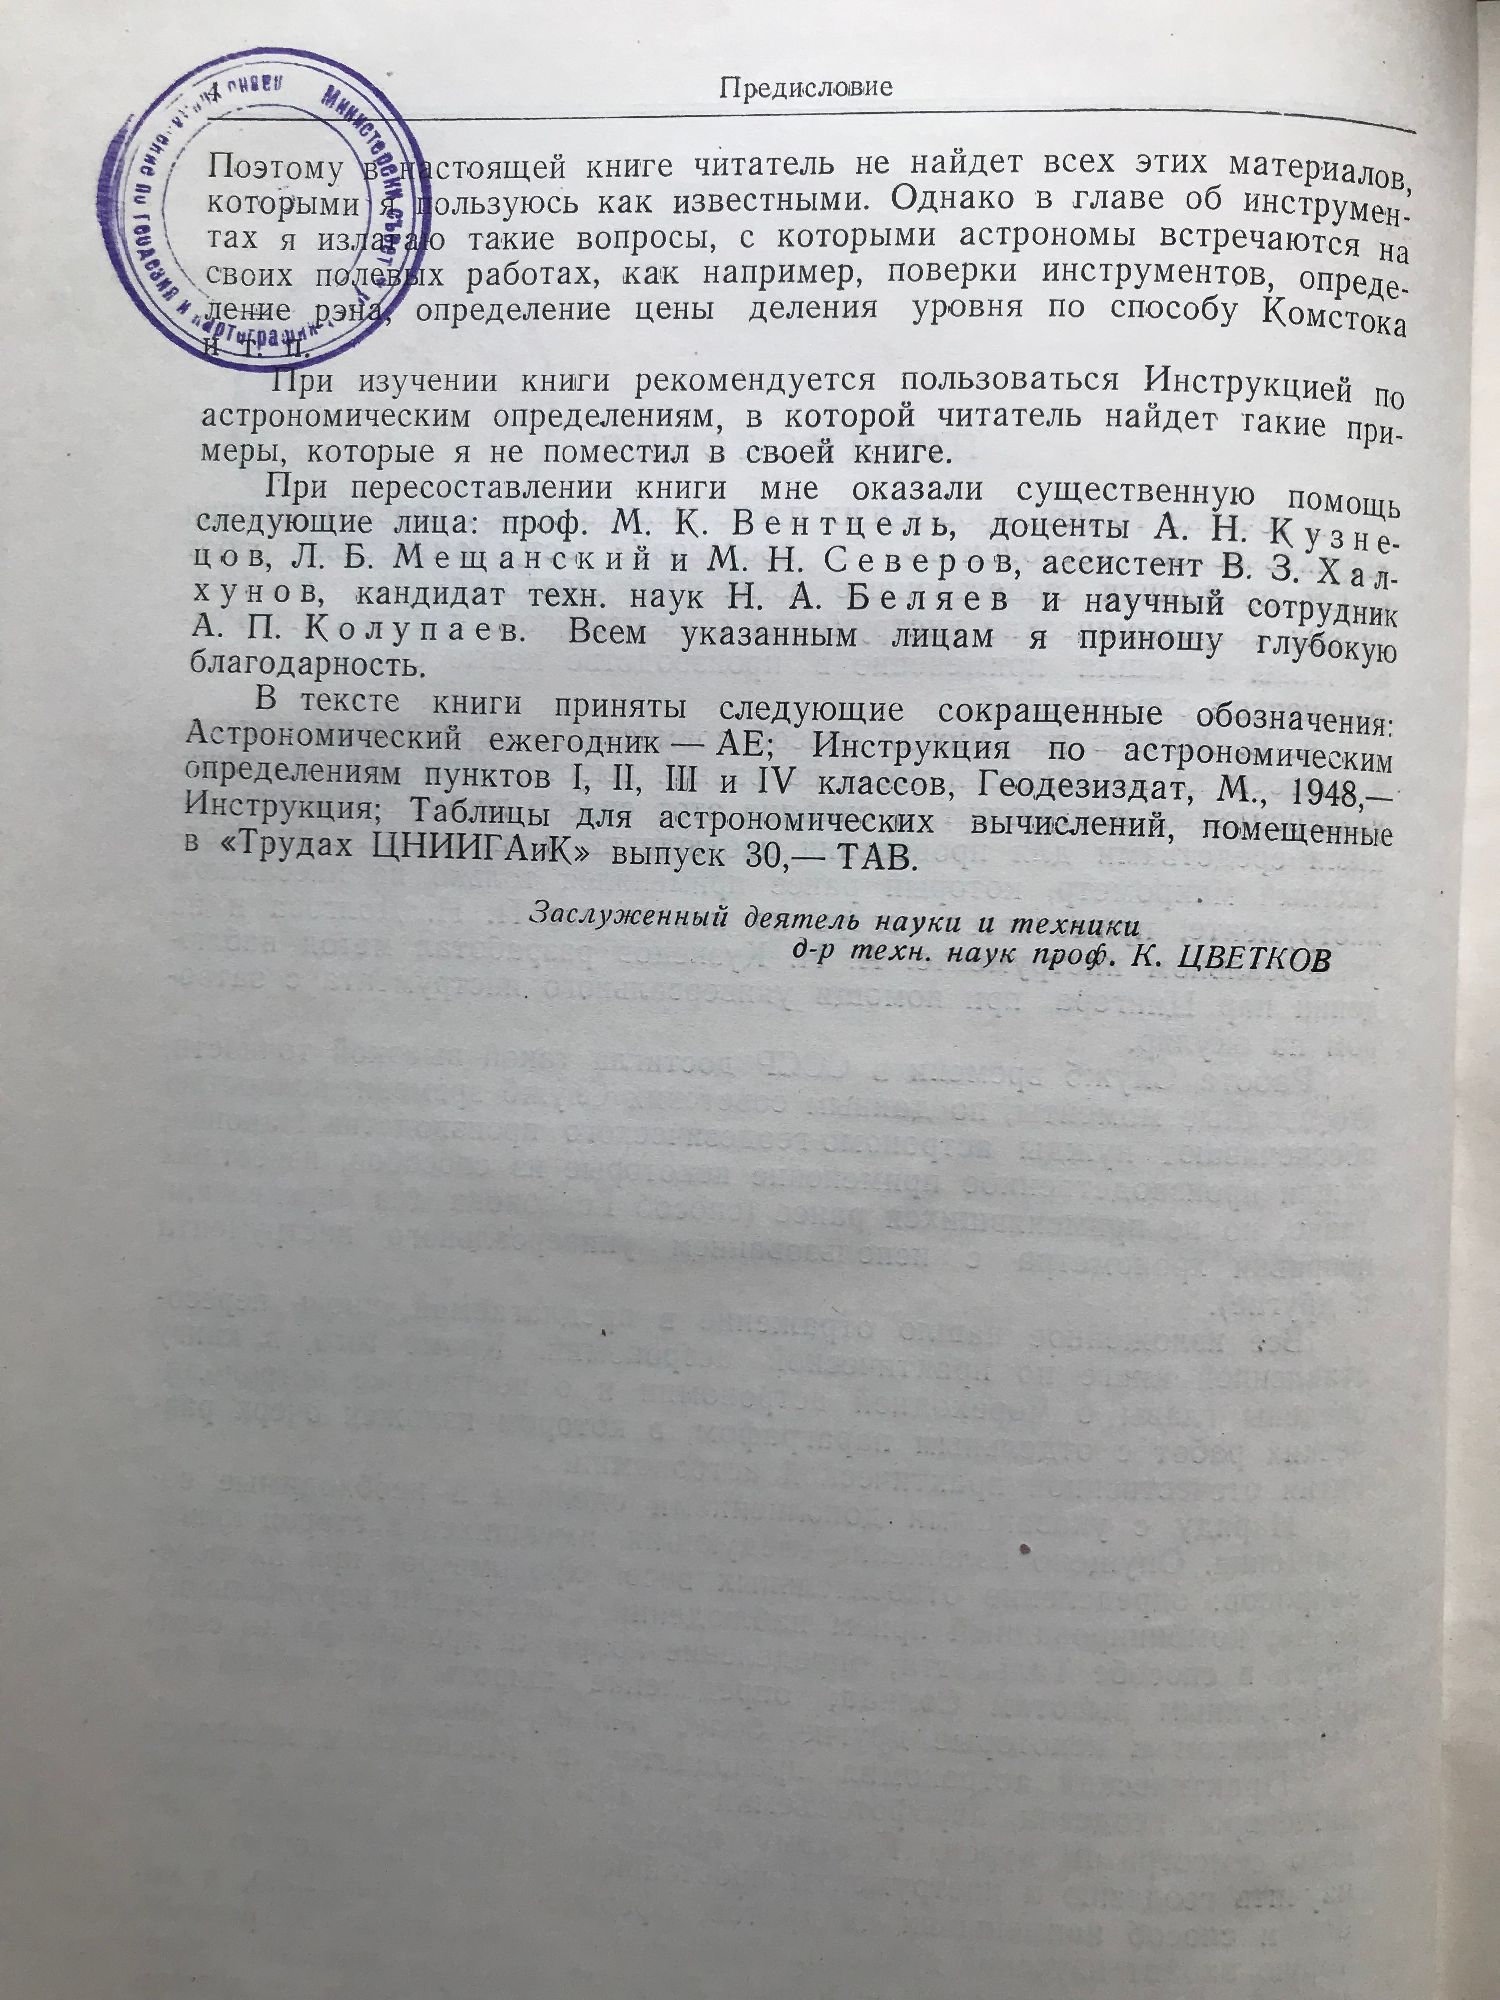 4
Предисловие
Поэтому в настоящей книге читатель не найдет всех этих материалов,
которыми я пользуюсь как известными. Однако в главе об инструмен-
тах я излагаю такие вопросы, с которыми астрономы встречаются на
своих полевых работах, как например, поверки инструментов, опреде-
ление рэна, определение цены деления уровня по способу Комстока
и т. п.
При изучении книги рекомендуется пользоваться Инструкцией по
астрономическим определениям, в которой читатель найдет такие при-
меры, которые я не поместил в своей книге.
При пересоставлении книги мне оказали существенную помощь
следующие лица: проф. М. К. Вентцель, доценты А. Н. Кузне-
цов, Л. Б. Мещанский и М. Н. Северов, ассистент В. З. Хал-
хунов, кандидат техн. наук Н. А. Беляев и научный сотрудник
А. П. Колупаев. Всем указанным лицам я приношу глубокую
благодарность.
В тексте книги приняты следующие сокращенные обозначения:
Астрономический ежегодник — АЕ; Инструкция по астрономическим
определениям пунктов I, II, III и IV классов, Геодезиздат, М., 1948,—
Инструкция; Таблицы для астрономических вычислений, помещенные
в «Трудах ЦНИИГАиК» выпуск 30,— ТАВ.
Заслуженный деятель науки и техники
д-р техн. наук проф. К. ЦВЕТКОВ
Министерски съвет
по геодезия и картография